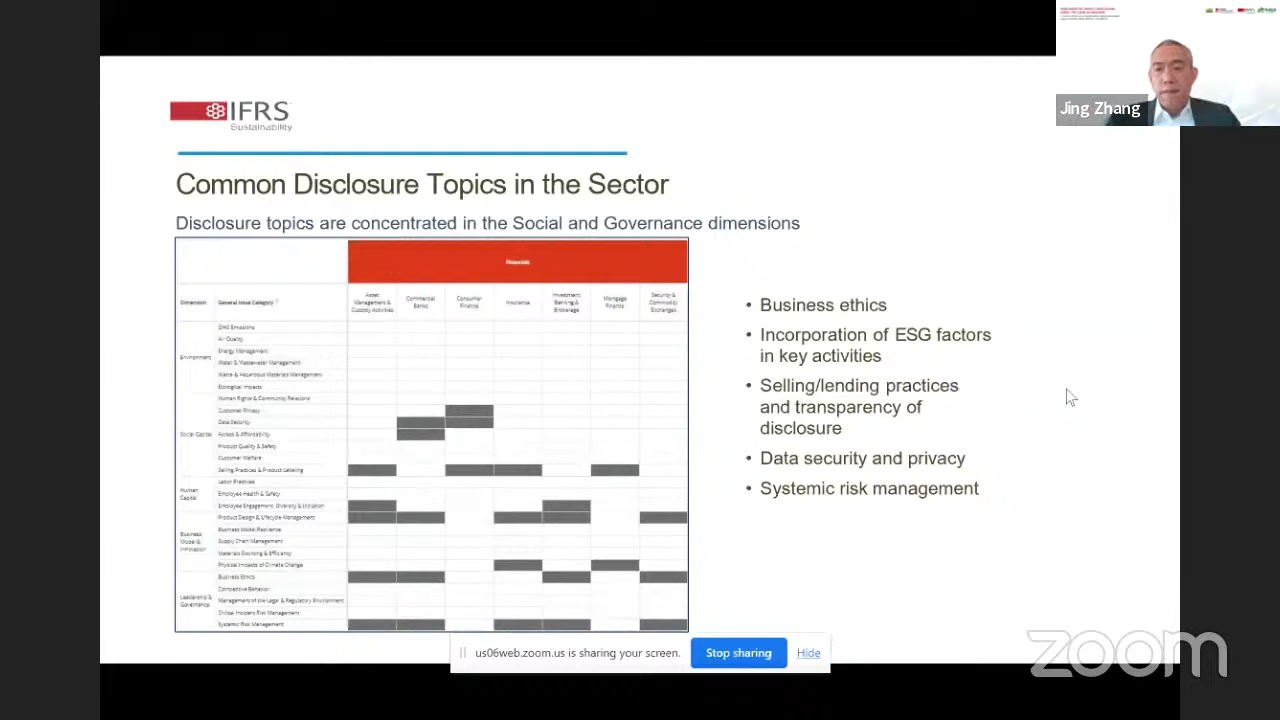 Jing Zhang
IFRS
Sustainability
Common Disclosure Topics in the Sector
Disclosure topics are concentrated in the Social and Governance dimensions
Financials
Dimension
General Issue Category
Asset
Management &
Custody Activities
Commercial
Banks
Consumer
Finance
Insurance
Investment
Banking &
Brokerage
Mortgage
Finance
Security &
Commodity
Exchanges
Environment
GHG Emissions
Air Quality
Energy Management
Water & Wastewater Management
Waste & Hazardous Materials Management
Ecological Impacts
Social Capital
Human Rights & Community Relations
Customer Privacy
Data Security
Access & Affordability
Product Quality & Safety
Customer Welfare
Selling Practices & Product Labeling
Human
Capital
Labor Practices
Employee Health & Safety
Employee Engagement, Diversity & Inclusion
Business
Model &
Innovation
Product Design & Lifecycle Management
Business Model Resilience
Supply Chain Management
Materials Sourcing & Efficiency
Physical Impacts of Climate Change
Leadership &
Governance
Business Ethics
Competitive Behavior
Management of the Legal & Regulatory Environment
Critical Incident Risk Management
Systemic Risk Management
• Business ethics
• Incorporation of ESG factors
in key activities
• Selling/lending practices
and transparency of
disclosure
• Data security and privacy
• Systemic risk management
us06web.zoom.us is sharing your screen.
Stop sharing
Hide
zoom